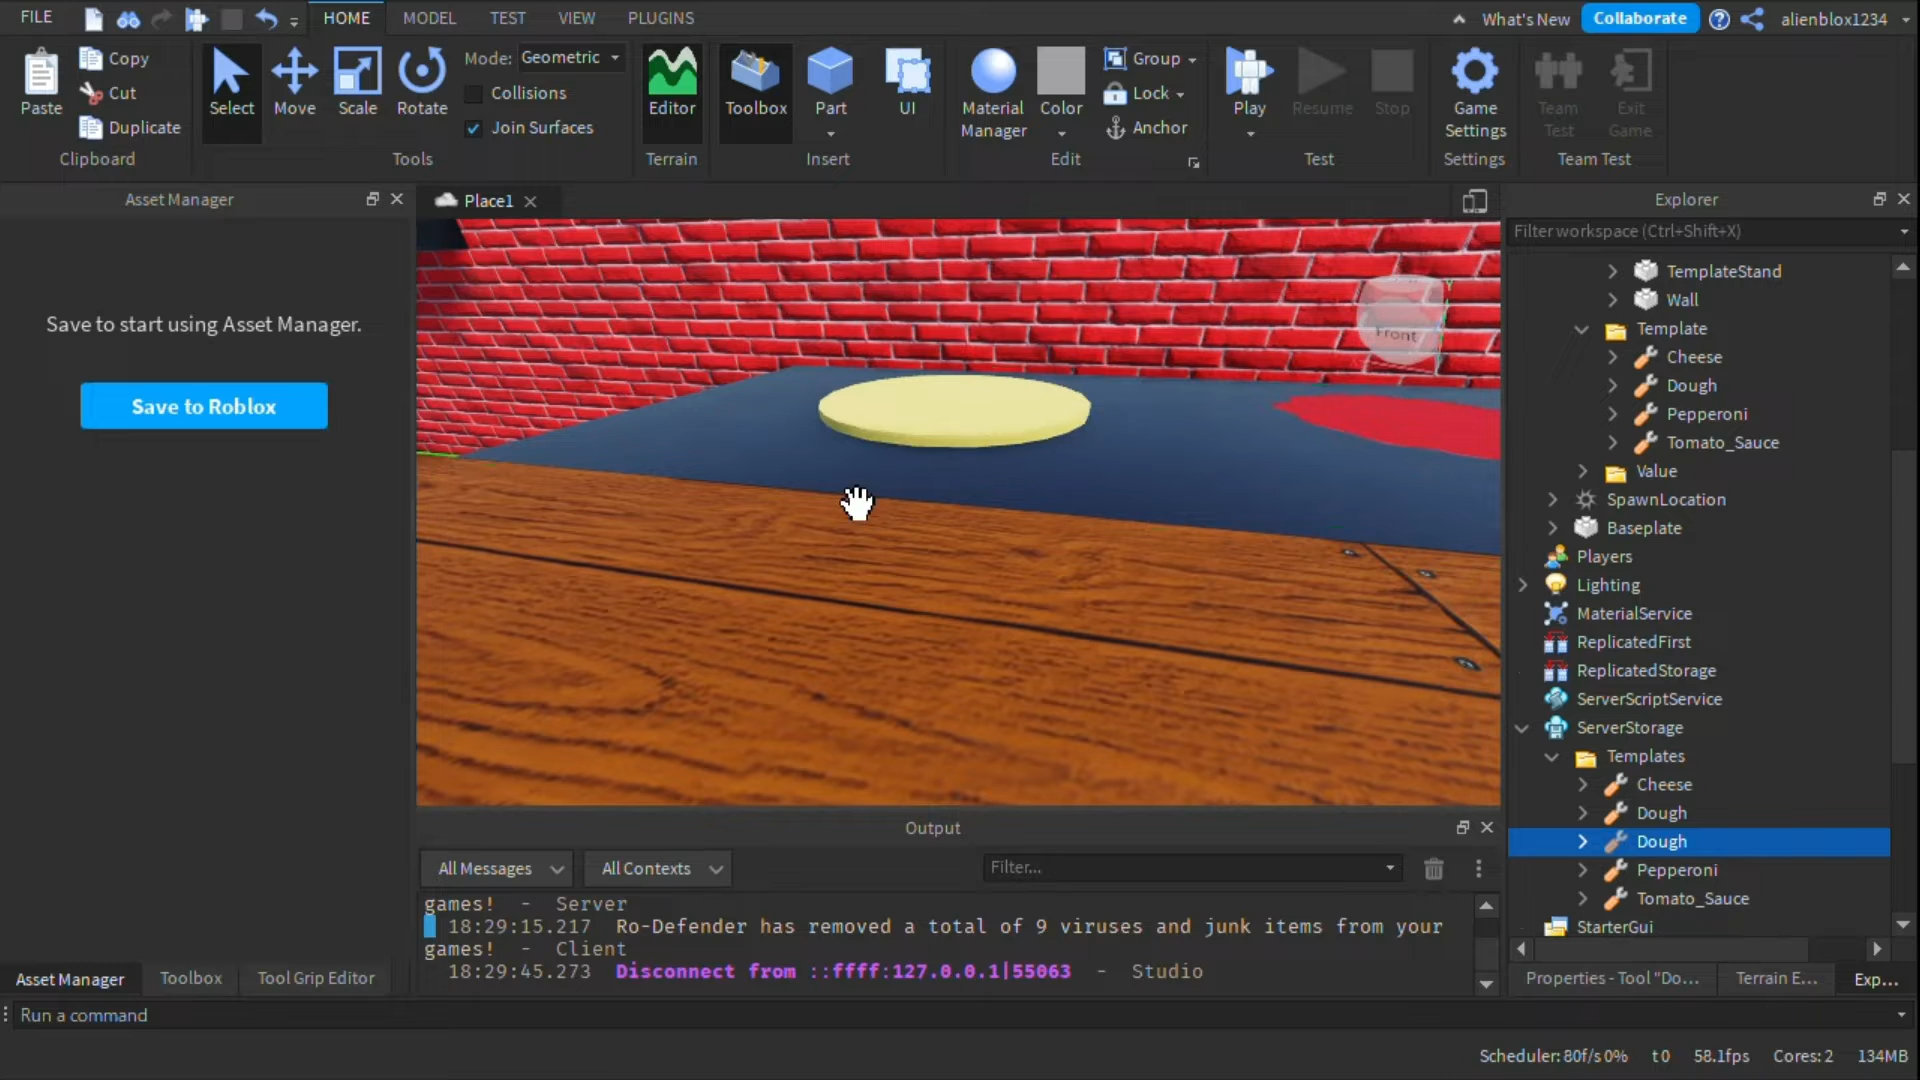 FILE
HOME
MODEL
TEST
VIEW
PLUGINS
What's New
Collaborate
alienblox1234
Paste
Copy
Cut
Duplicate
Clipboard
Select
Move
Scale
Rotate
Mode: Geometric
Collisions
Join Surfaces
Tools
Editor
Terrain
Toolbox
Part
UI
Insert
Material Manager
Color
Group
Lock
Anchor
Edit
Play
Resume
Stop
Test
Game Settings
Settings
Team Test
Exit Game
Team Test
Asset Manager
Save to start using Asset Manager.
Save to Roblox
Place1
Front
Y
Explorer
Filter workspace (Ctrl+Shift+X)
TemplateStand
Wall
Template
Cheese
Dough
Pepperoni
Tomato_Sauce
Value
SpawnLocation
Baseplate
Players
Lighting
MaterialService
ReplicatedFirst
ReplicatedStorage
ServerScriptService
ServerStorage
Templates
Cheese
Dough
Dough
Pepperoni
Tomato_Sauce
StarterGui
Output
All Messages
All Contexts
Filter...
games! - Server
18:29:15.217 Ro-Defender has removed a total of 9 viruses and junk items from your
games! - Client
18:29:45.273 Disconnect from ::ffff:127.0.0.1|55063 - Studio
Asset Manager
Toolbox
Tool Grip Editor
Properties - Tool "Do...
Terrain E...
Exp...
Run a command
Scheduler: 80f/s 0%
t0
58.1fps
Cores: 2
134MB